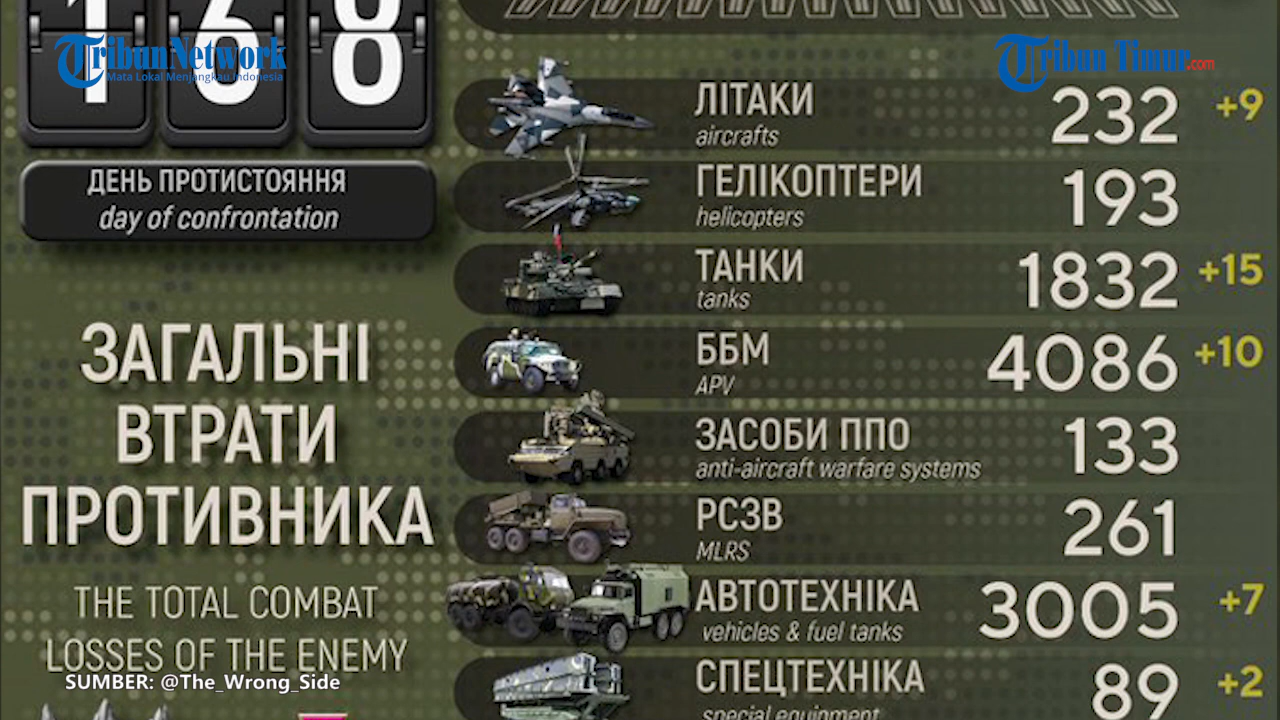 168
TribunNetwork
Mata Lokal Menjangkau Indonesia
Tribun Timur.com
ДЕНЬ ПРОТИСТОЯННЯ
day of confrontation
ЗАГАЛЬНІ
ВТРАТИ
ПРОТИВНИКА
THE TOTAL COMBAT
LOSSES OF THE ENEMY
SUMBER: @The_Wrong_Side
ЛІТАКИ 232 +9
aircrafts
ГЕЛІКОПТЕРИ 193
helicopters
ТАНКИ 1832 +15
tanks
ББМ 4086 +10
APV
ЗАСОБИ ППО 133
anti-aircraft warfare systems
РСЗВ 261
MLRS
АВТОТЕХНІКА 3005 +7
vehicles & fuel tanks
СПЕЦТЕХНІКА 89 +2
special equipment